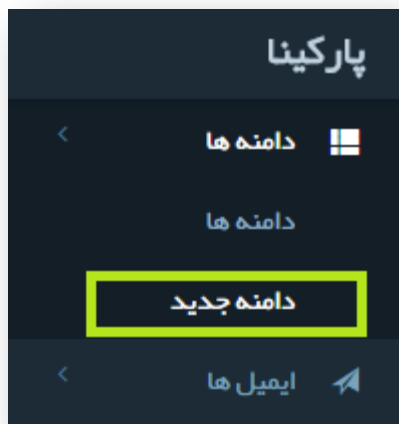 پارکینا
دامنه ها
دامنه ها
دامنه جدید
ایمیل ها